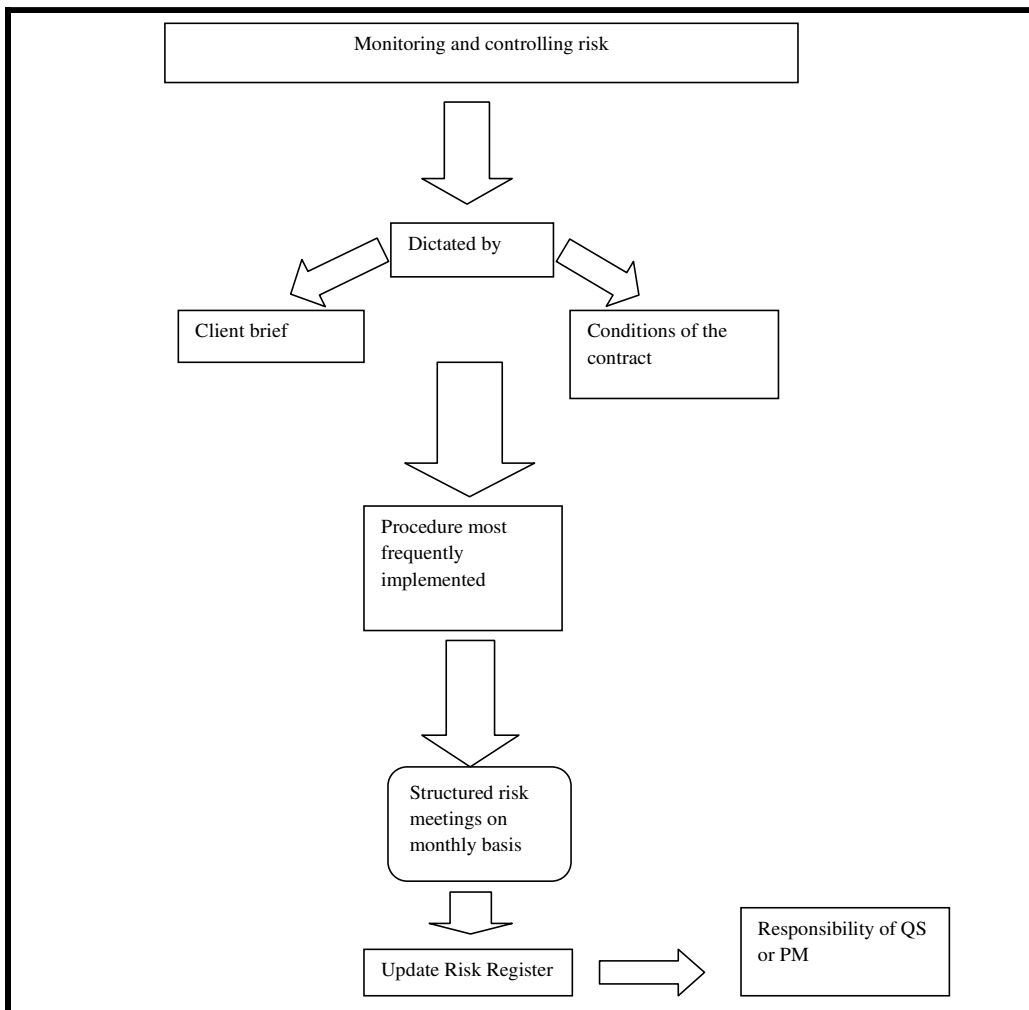 Monitoring and controlling risk
Dictated by
Client brief
Conditions of the
contract
Procedure most
frequently
implemented
Structured risk
meetings on
monthly basis
Update Risk Register
Responsibility of QS
or PM